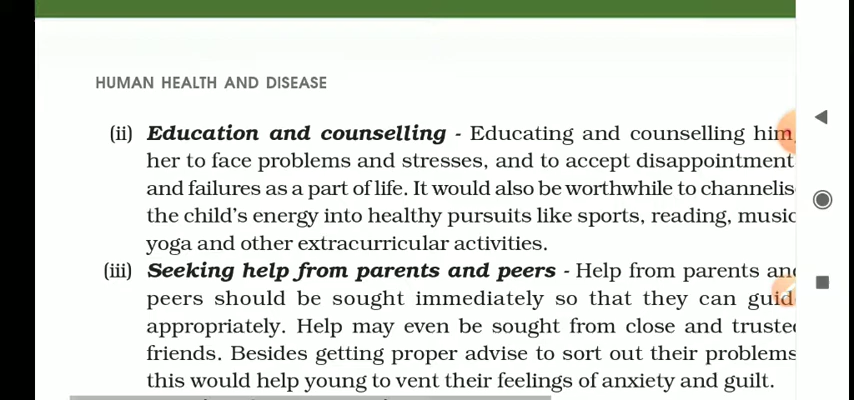 HUMAN HEALTH AND DISEASE
(ii) Education and counselling - Educating and counselling him
her to face problems and stresses, and to accept disappointment
and failures as a part of life. It would also be worthwhile to channelis
the child's energy into healthy pursuits like sports, reading, music
yoga and other extracurricular activities.
(iii) Seeking help from parents and peers - Help from parents and
peers should be sought immediately so that they can guid
appropriately. Help may even be sought from close and trusted
friends. Besides getting proper advise to sort out their problems
this would help young to vent their feelings of anxiety and guilt.